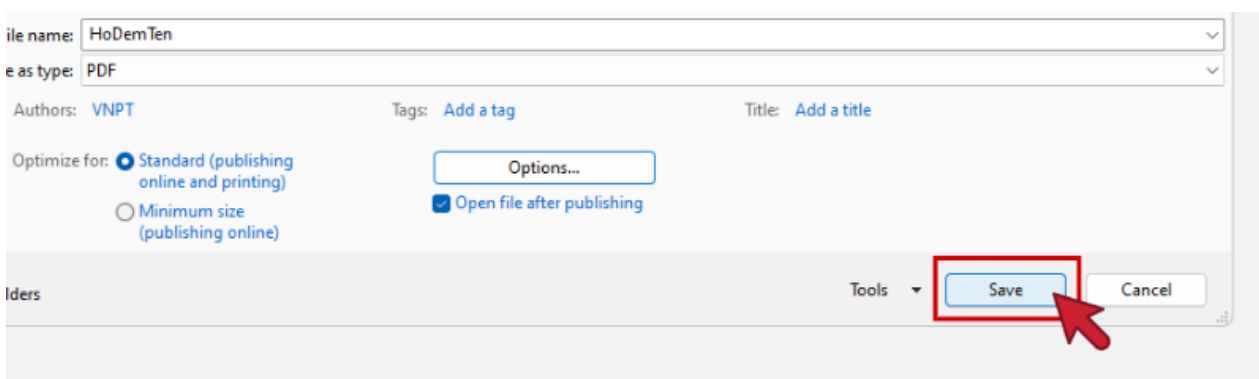 ile name: HoDemTen
e as type: PDF
Authors: VNPT Tags: Add a tag Title: Add a title
Optimize for: Standard (publishing
online and printing)
Minimum size
(publishing online)
Options...
Open file after publishing
lders
Tools Save Cancel